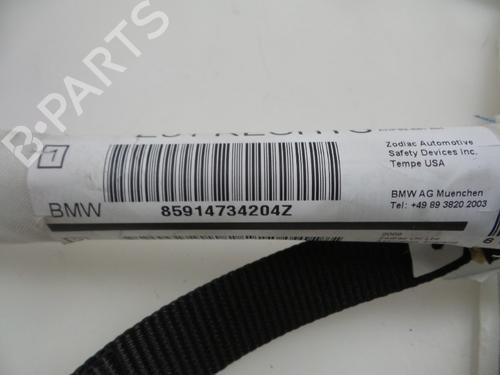 B-PARTS
1
Zodiac Automotive
Safety Devices Inc.
Tempe USA
BMW AG Muenchen
Tel: +49 89 3820 2003
BMW
85914734204Z